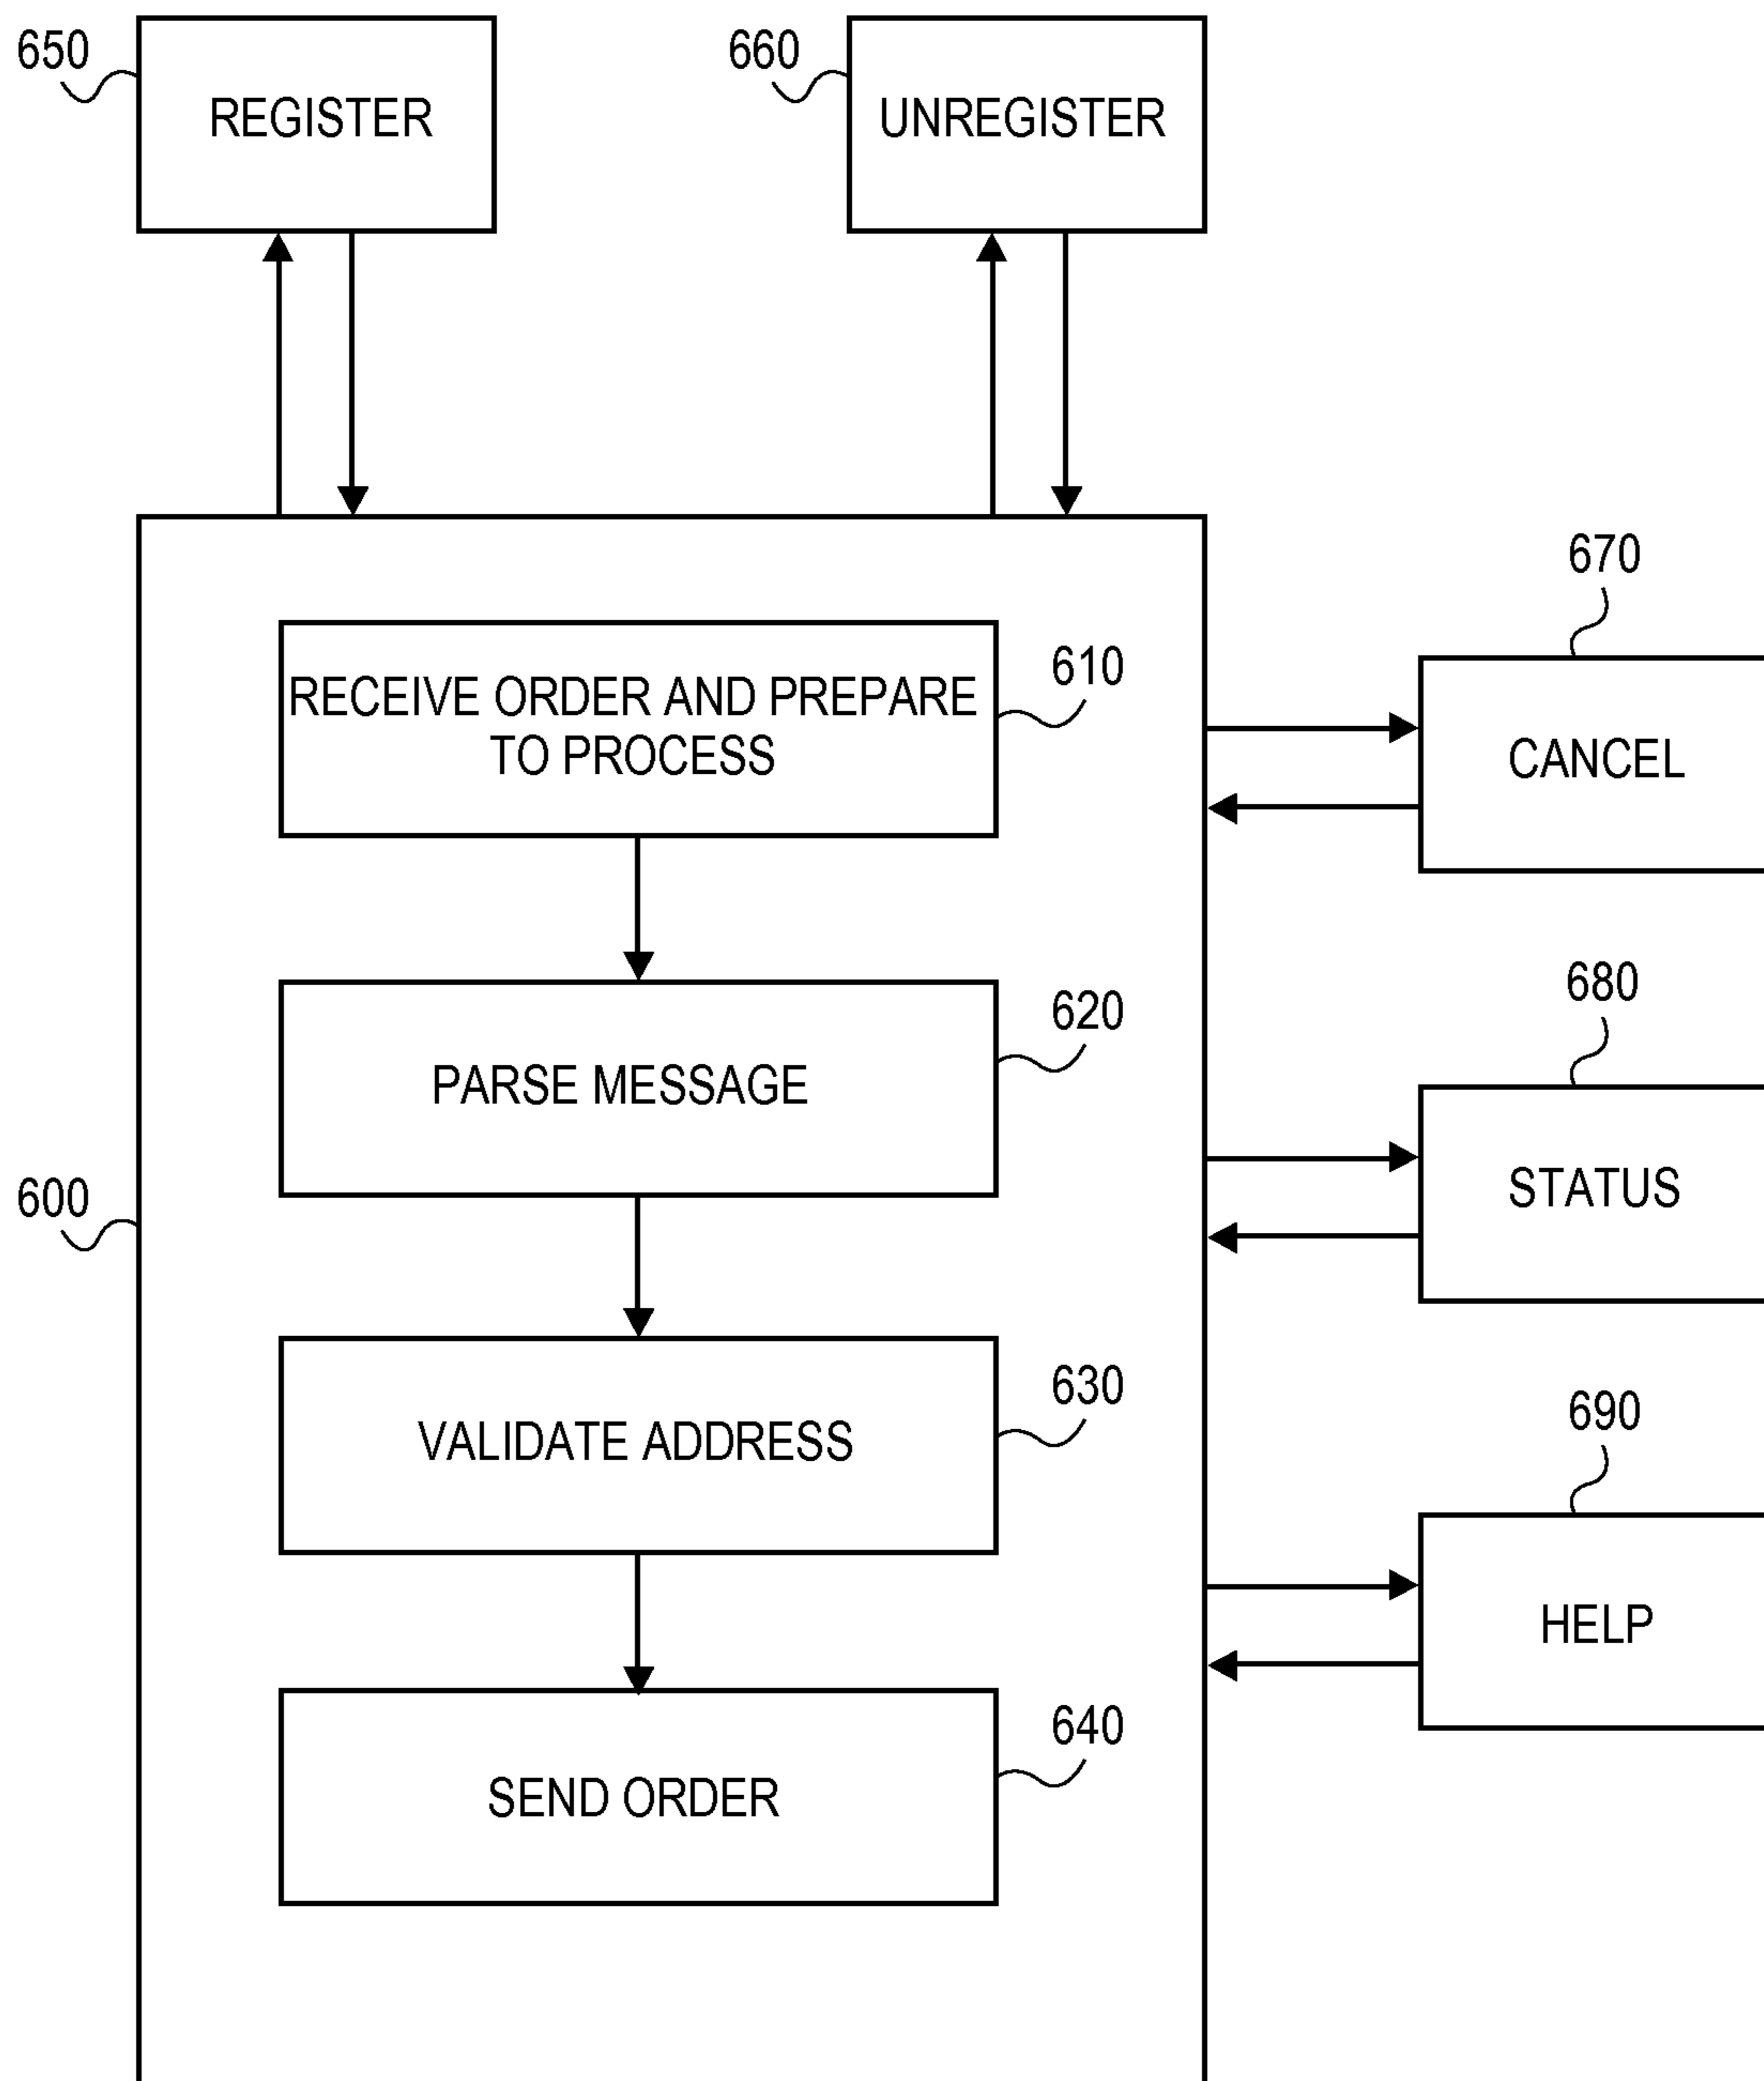 650
REGISTER
660
UNREGISTER
670
CANCEL
610
RECEIVE ORDER AND PREPARE
TO PROCESS
680
STATUS
620
PARSE MESSAGE
600
690
HELP
630
VALIDATE ADDRESS
640
SEND ORDER